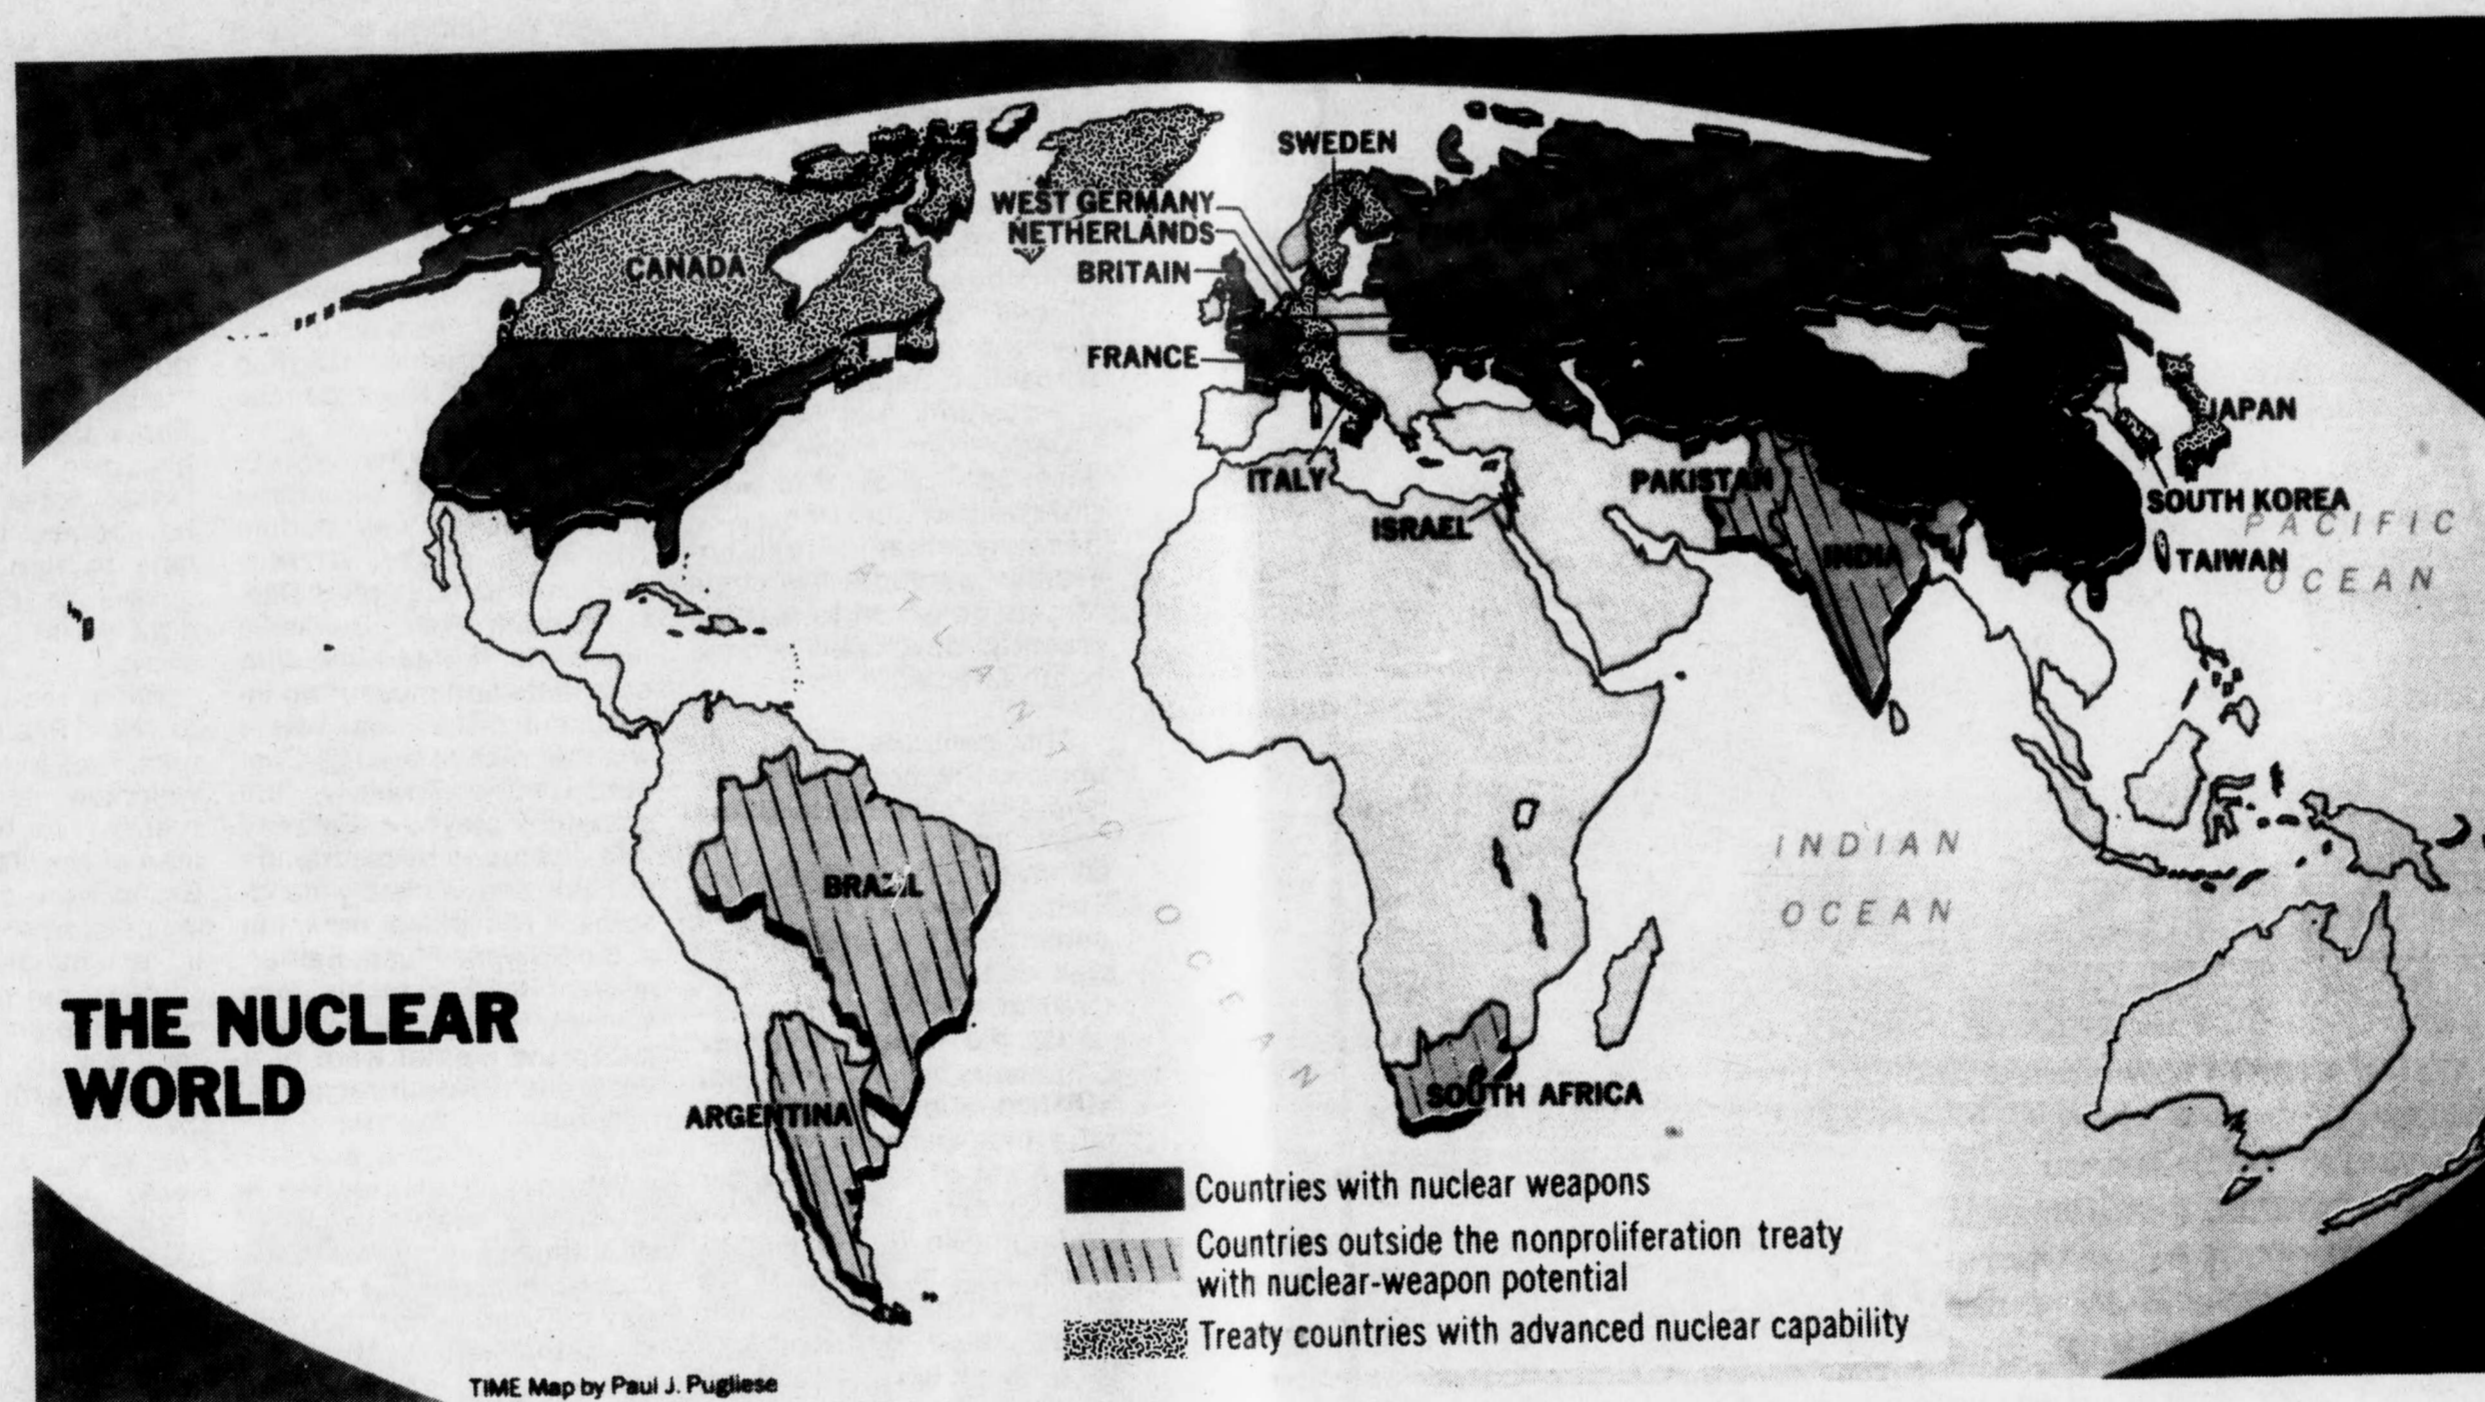 SWEDEN
WEST GERMANY
NETHERLANDS
BRITAIN
CANADA
FRANCE
ITALY
ISRAEL
PAKISTAN
INDIA
JAPAN
SOUTH KOREA
PACIFIC
OCEAN
TAIWAN
INDIAN
OCEAN
BRAZIL
ARGENTINA
SOUTH AFRICA
THE NUCLEAR
WORLD
Countries with nuclear weapons
Countries outside the nonproliferation treaty
with nuclear-weapon potential
Treaty countries with advanced nuclear capability
TIME Map by Paul J. Pugliese